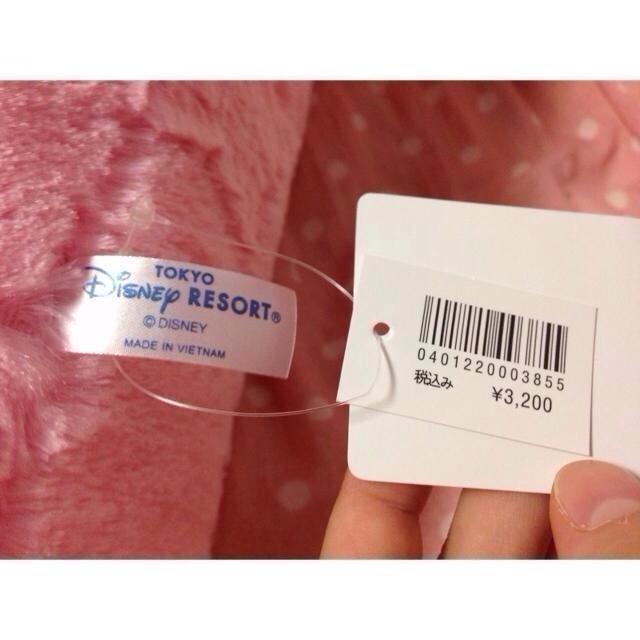 TOKYO
Disney RESORT®
© DISNEY
MADE IN VIETNAM
0401220003855
税込み ¥3,200